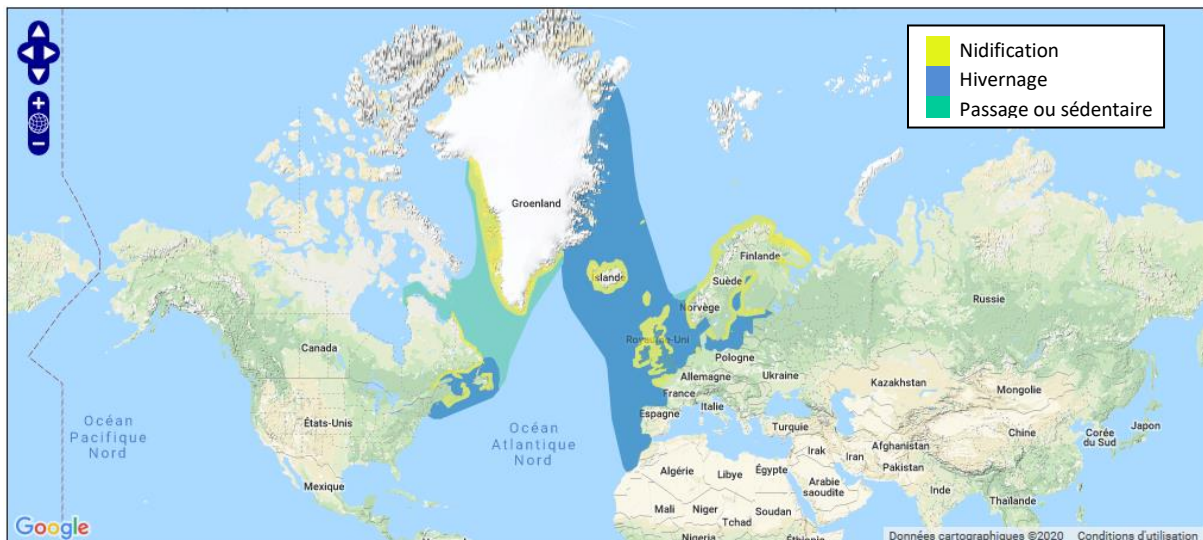 Nidification
Hivernage
Passage ou sédentaire
Groenland
Islande
Finlande
Suède
Norvège
Russie
Royaume-Uni
Canada
Pologne
Allemagne
Ukraine
France
Kazakhstan
Mongolie
Espagne
Italie
États-Unis
Turquie
Océan
Pacifique
Nord
Océan
Atlantique
Nord
Chine
Corée
du Sud
Japon
Afghanistan
Irak
Iran
Pakistan
Algérie
Libye
Égypte
Arabie
saoudite
Mexique
Inde
Mali
Niger
Soudan
Tchad
Thaïlande
Nigeria
Éthiopie
Google
Données cartographiques ©2020
Conditions d'utilisation